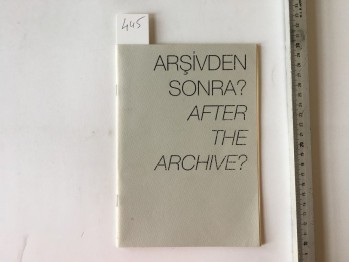 445
ARŞİVDEN
SONRA?
AFTER
THE
ARCHIVE?